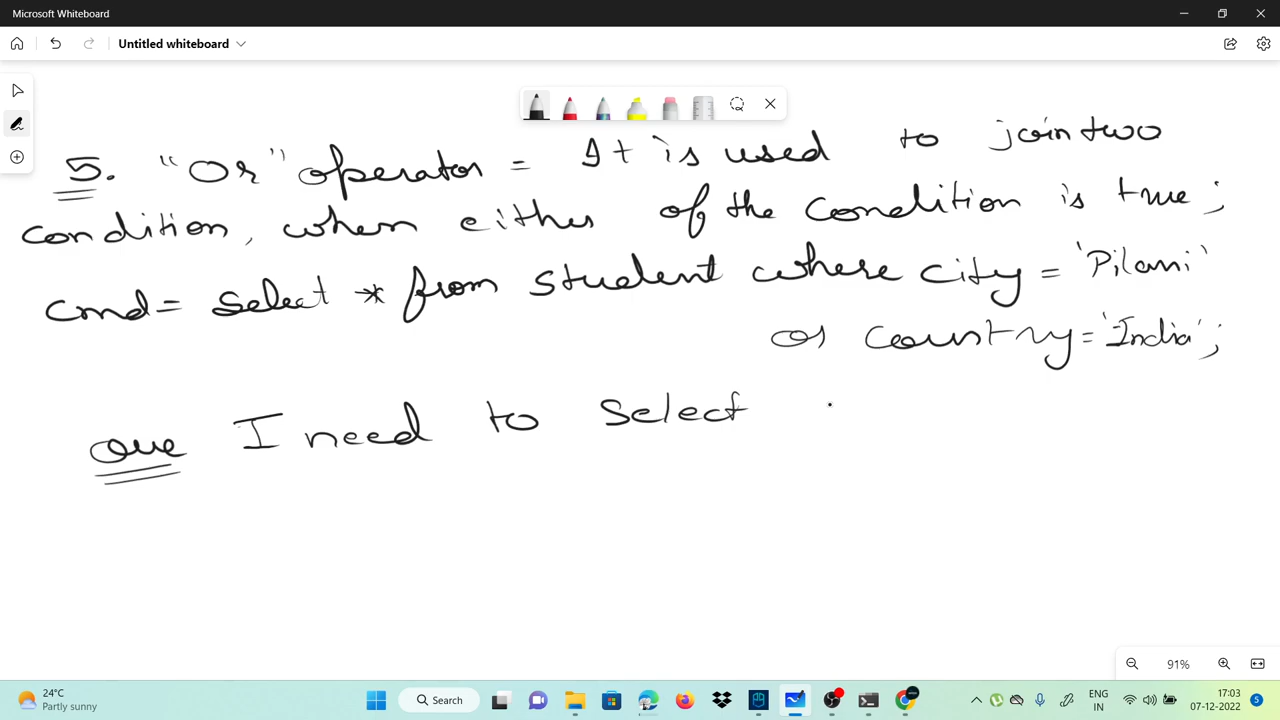 Microsoft Whiteboard
Untitled whiteboard
5. "Or" operator = It is used to join two
condition, when either of the condition is true;
cmd = select * from student where city = 'Pilani'
or country = 'India';
Que I need to Select
91%
24°C
Partly sunny
Search
ENG
IN
17:03
07-12-2022
5